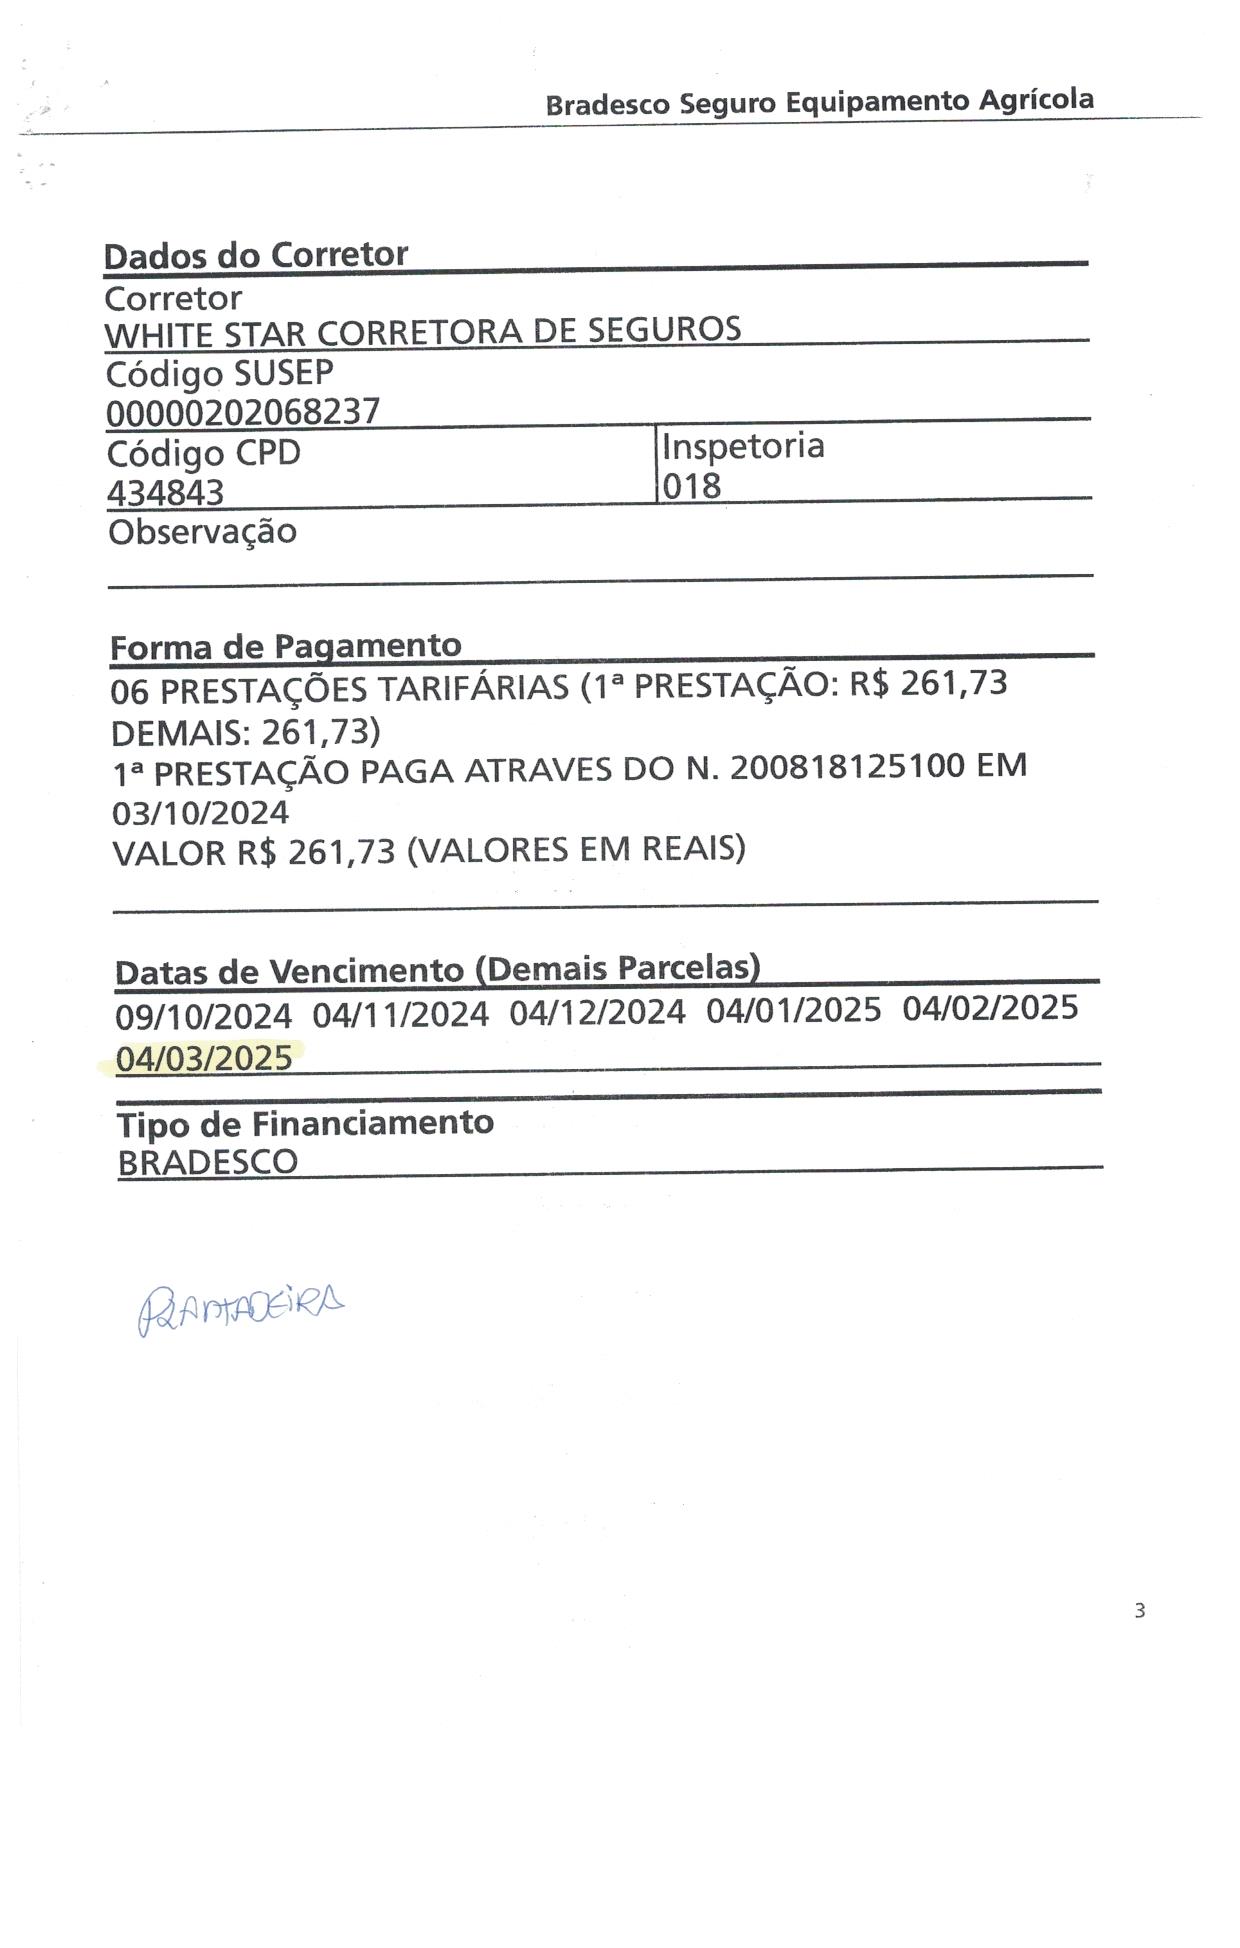 Bradesco Seguro Equipamento Agrícola
Dados do Corretor
Corretor
WHITE STAR CORRETORA DE SEGUROS
Código SUSEP
00000202068237
Código CPD
434843
Inspetoria
018
Observação
Forma de Pagamento
06 PRESTAÇÕES TARIFÁRIAS (1ª PRESTAÇÃO: R$ 261,73
DEMAIS: 261,73)
1ª PRESTAÇÃO PAGA ATRAVES DO N. 200818125100 EM
03/10/2024
VALOR R$ 261,73 (VALORES EM REAIS)
Datas de Vencimento (Demais Parcelas)
09/10/2024 04/11/2024 04/12/2024 04/01/2025 04/02/2025
04/03/2025
Tipo de Financiamento
BRADESCO
PLANTADEIRA
3